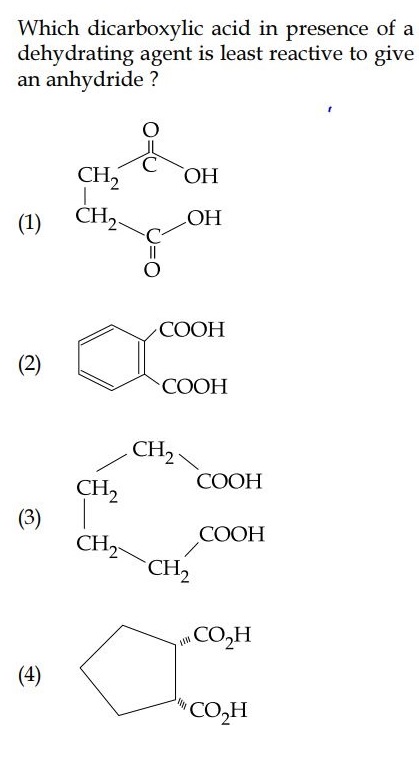 Which dicarboxylic acid in presence of a
dehydrating agent is least reactive to give
an anhydride ?
(1)
O
C
CH₂
OH
CH₂
OH
C
O
(2)
COOH
COOH
(3)
CH₂
CH₂
COOH
CH₂
COOH
CH₂
(4)
CO₂H
CO₂H